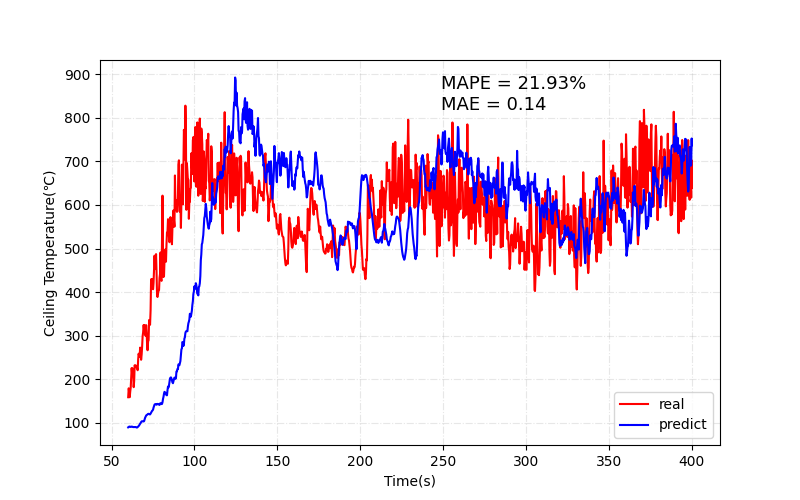 MAPE = 21.93%
MAE = 0.14
Ceiling Temperature(℃)
900
800
700
600
500
400
300
200
100
50
100
150
200
250
300
350
400
Time(s)
real
predict